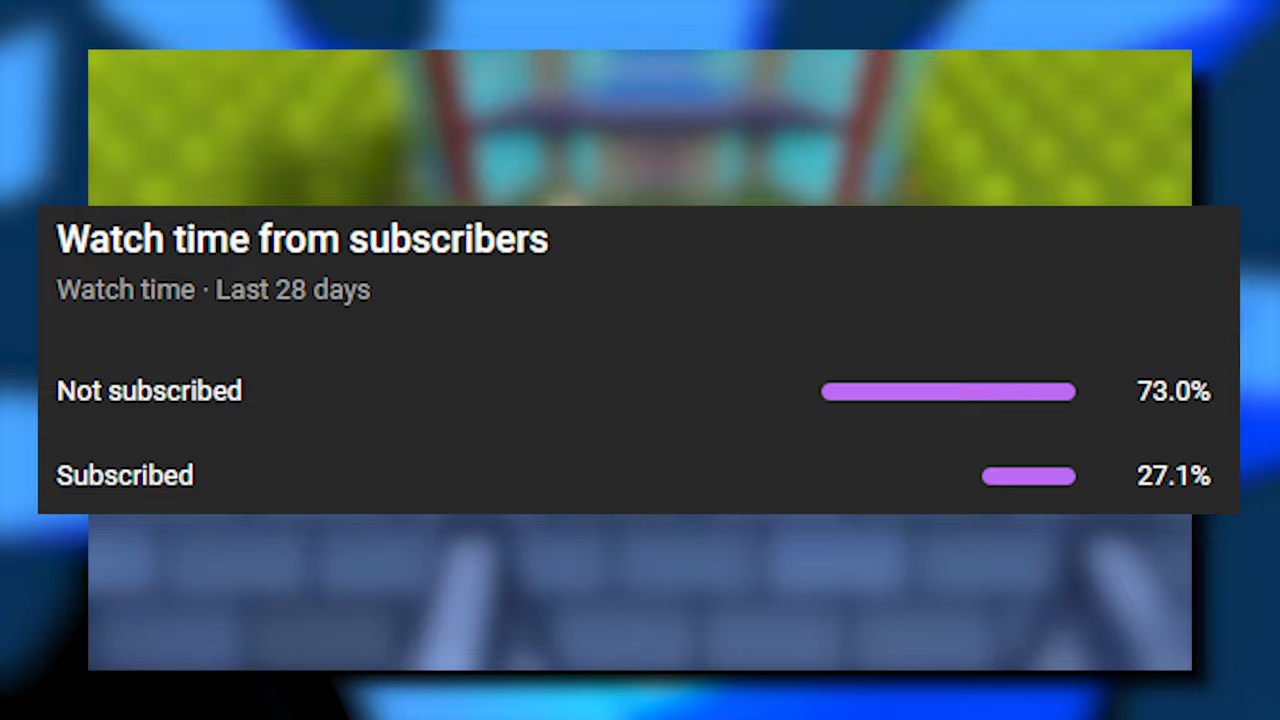 Watch time from subscribers
Watch time · Last 28 days
Not subscribed 73.0%
Subscribed 27.1%